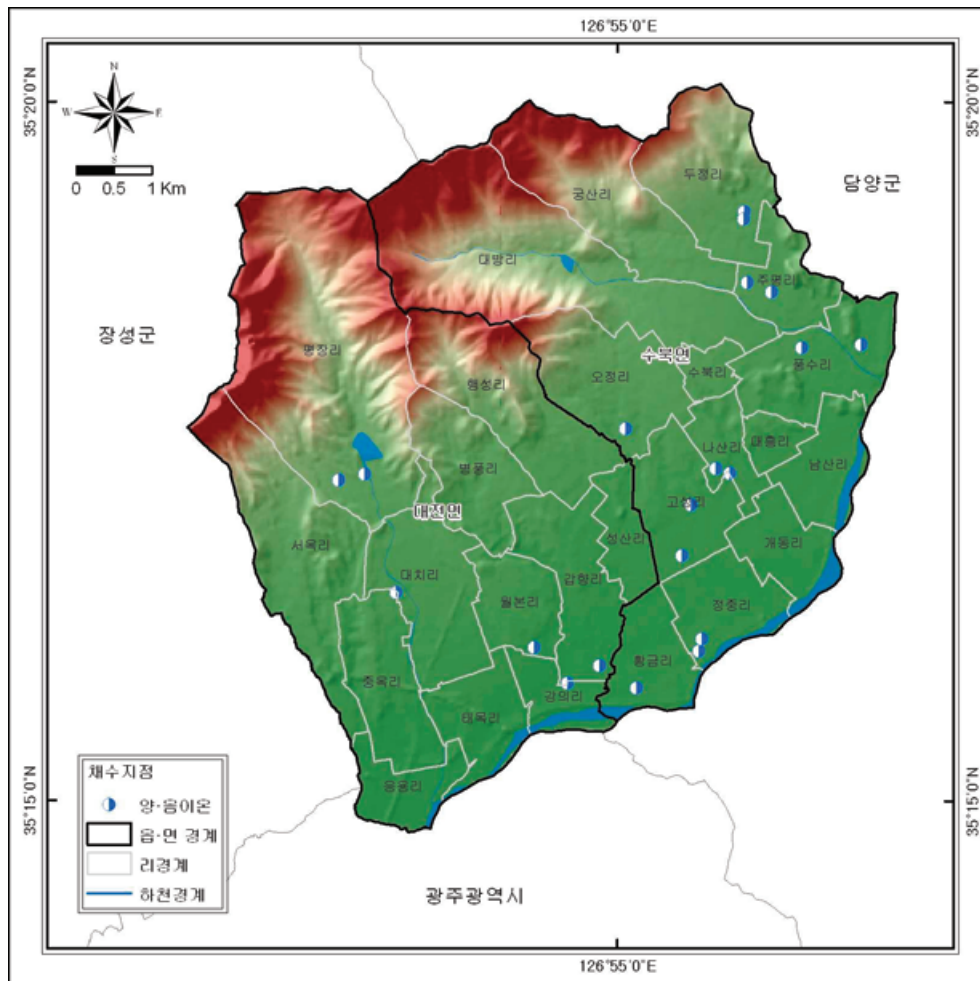 126°55'0"E
35°20'0"N
35°20'0"N
N
W E
S
0 0.5 1 Km
두정리
궁산리
담양군
대방리
주평리
장성군
평장리
수북면
오정리
수북리
풍수리
행성리
나산리
대흥리
병풍리
남산리
고성리
대전면
성산리
개동리
서옥리
대치리
갑향리
월본리
정중리
황금리
중옥리
강의리
태목리
응용리
35°15'0"N
35°15'0"N
채수지점
양·음이온
읍·면 경계
리경계
하천경계
광주광역시
126°55'0"E